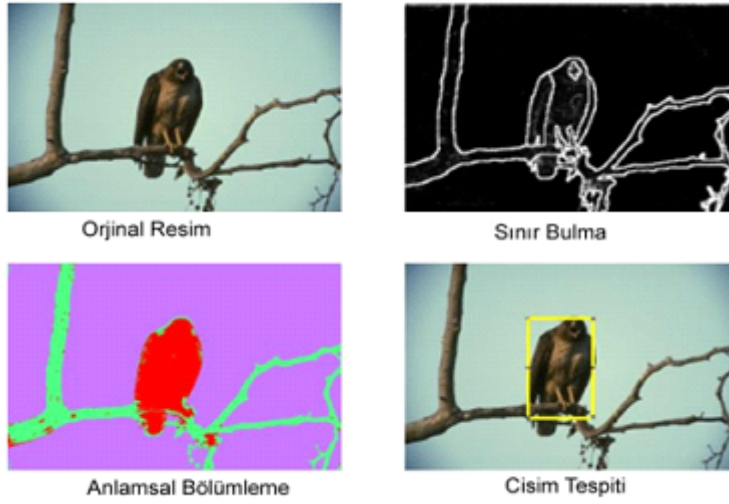 Orjinal Resim
Sınır Bulma
Anlamsal Bölümleme
Cisim Tespiti